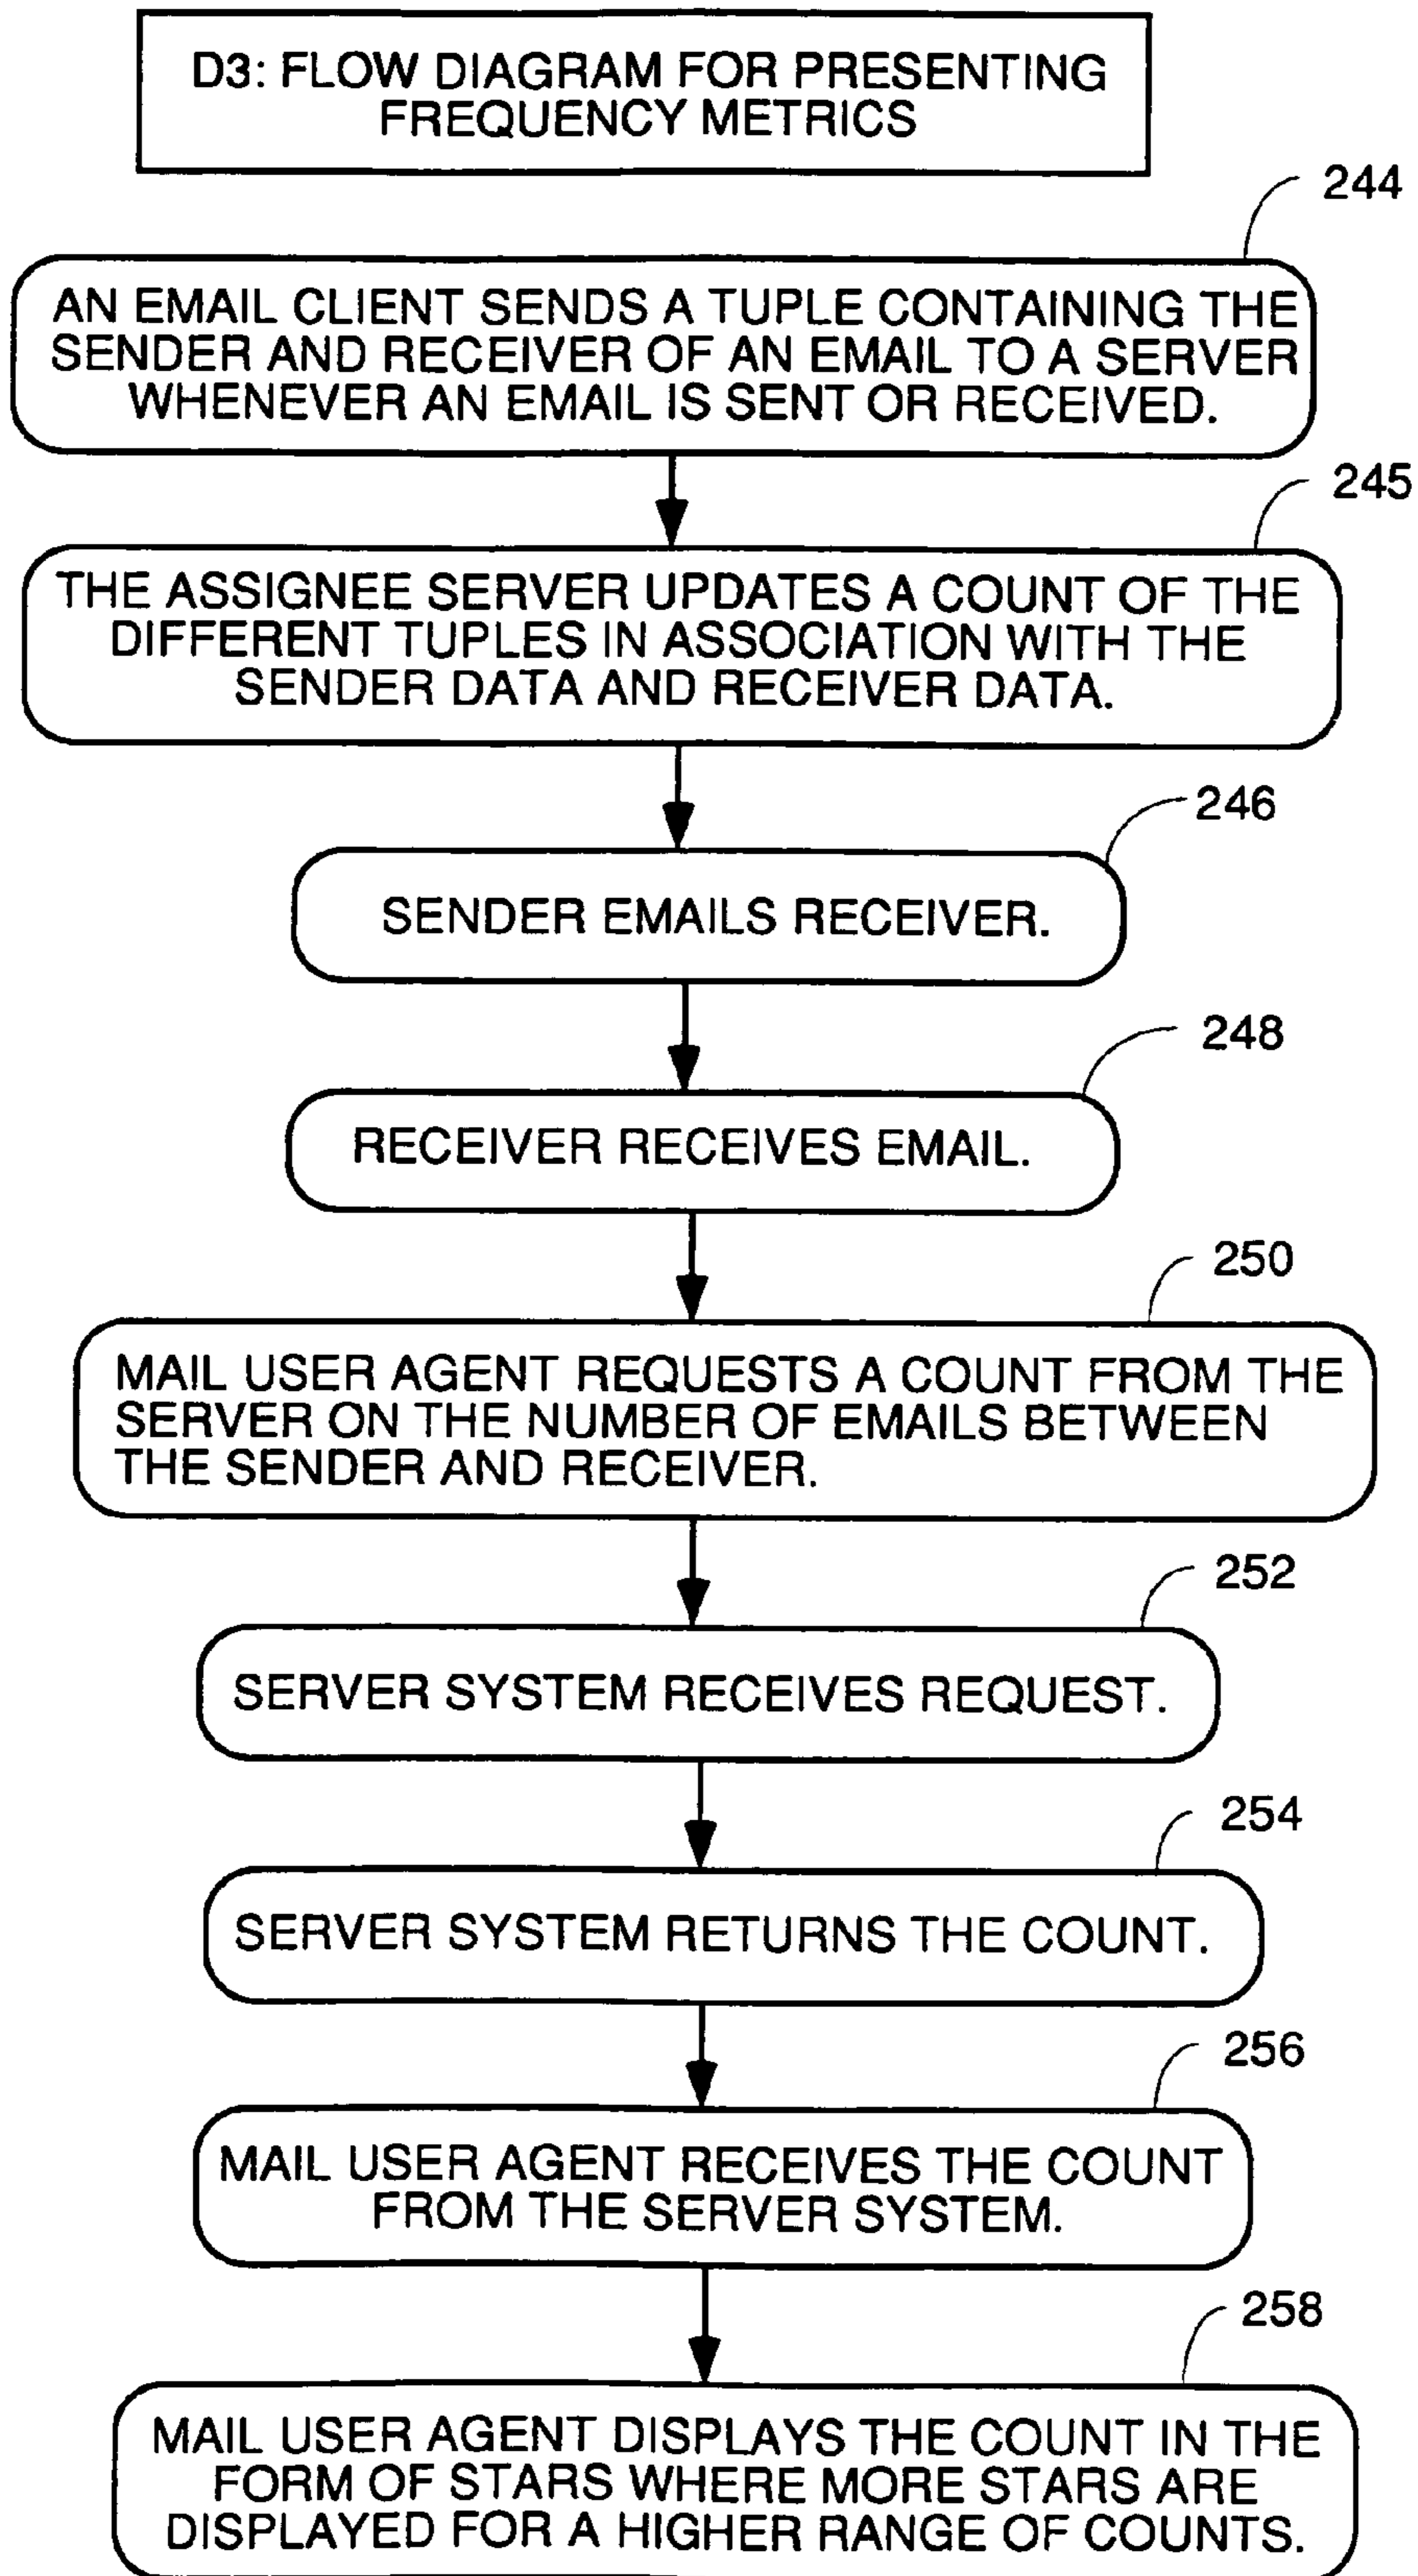 D3: FLOW DIAGRAM FOR PRESENTING
FREQUENCY METRICS
244
AN EMAIL CLIENT SENDS A TUPLE CONTAINING THE
SENDER AND RECEIVER OF AN EMAIL TO A SERVER
WHENEVER AN EMAIL IS SENT OR RECEIVED.
245
THE ASSIGNEE SERVER UPDATES A COUNT OF THE
DIFFERENT TUPLES IN ASSOCIATION WITH THE
SENDER DATA AND RECEIVER DATA.
246
SENDER EMAILS RECEIVER.
248
RECEIVER RECEIVES EMAIL.
250
MAIL USER AGENT REQUESTS A COUNT FROM THE
SERVER ON THE NUMBER OF EMAILS BETWEEN
THE SENDER AND RECEIVER.
252
SERVER SYSTEM RECEIVES REQUEST.
254
SERVER SYSTEM RETURNS THE COUNT.
256
MAIL USER AGENT RECEIVES THE COUNT
FROM THE SERVER SYSTEM.
258
MAIL USER AGENT DISPLAYS THE COUNT IN THE
FORM OF STARS WHERE MORE STARS ARE
DISPLAYED FOR A HIGHER RANGE OF COUNTS.